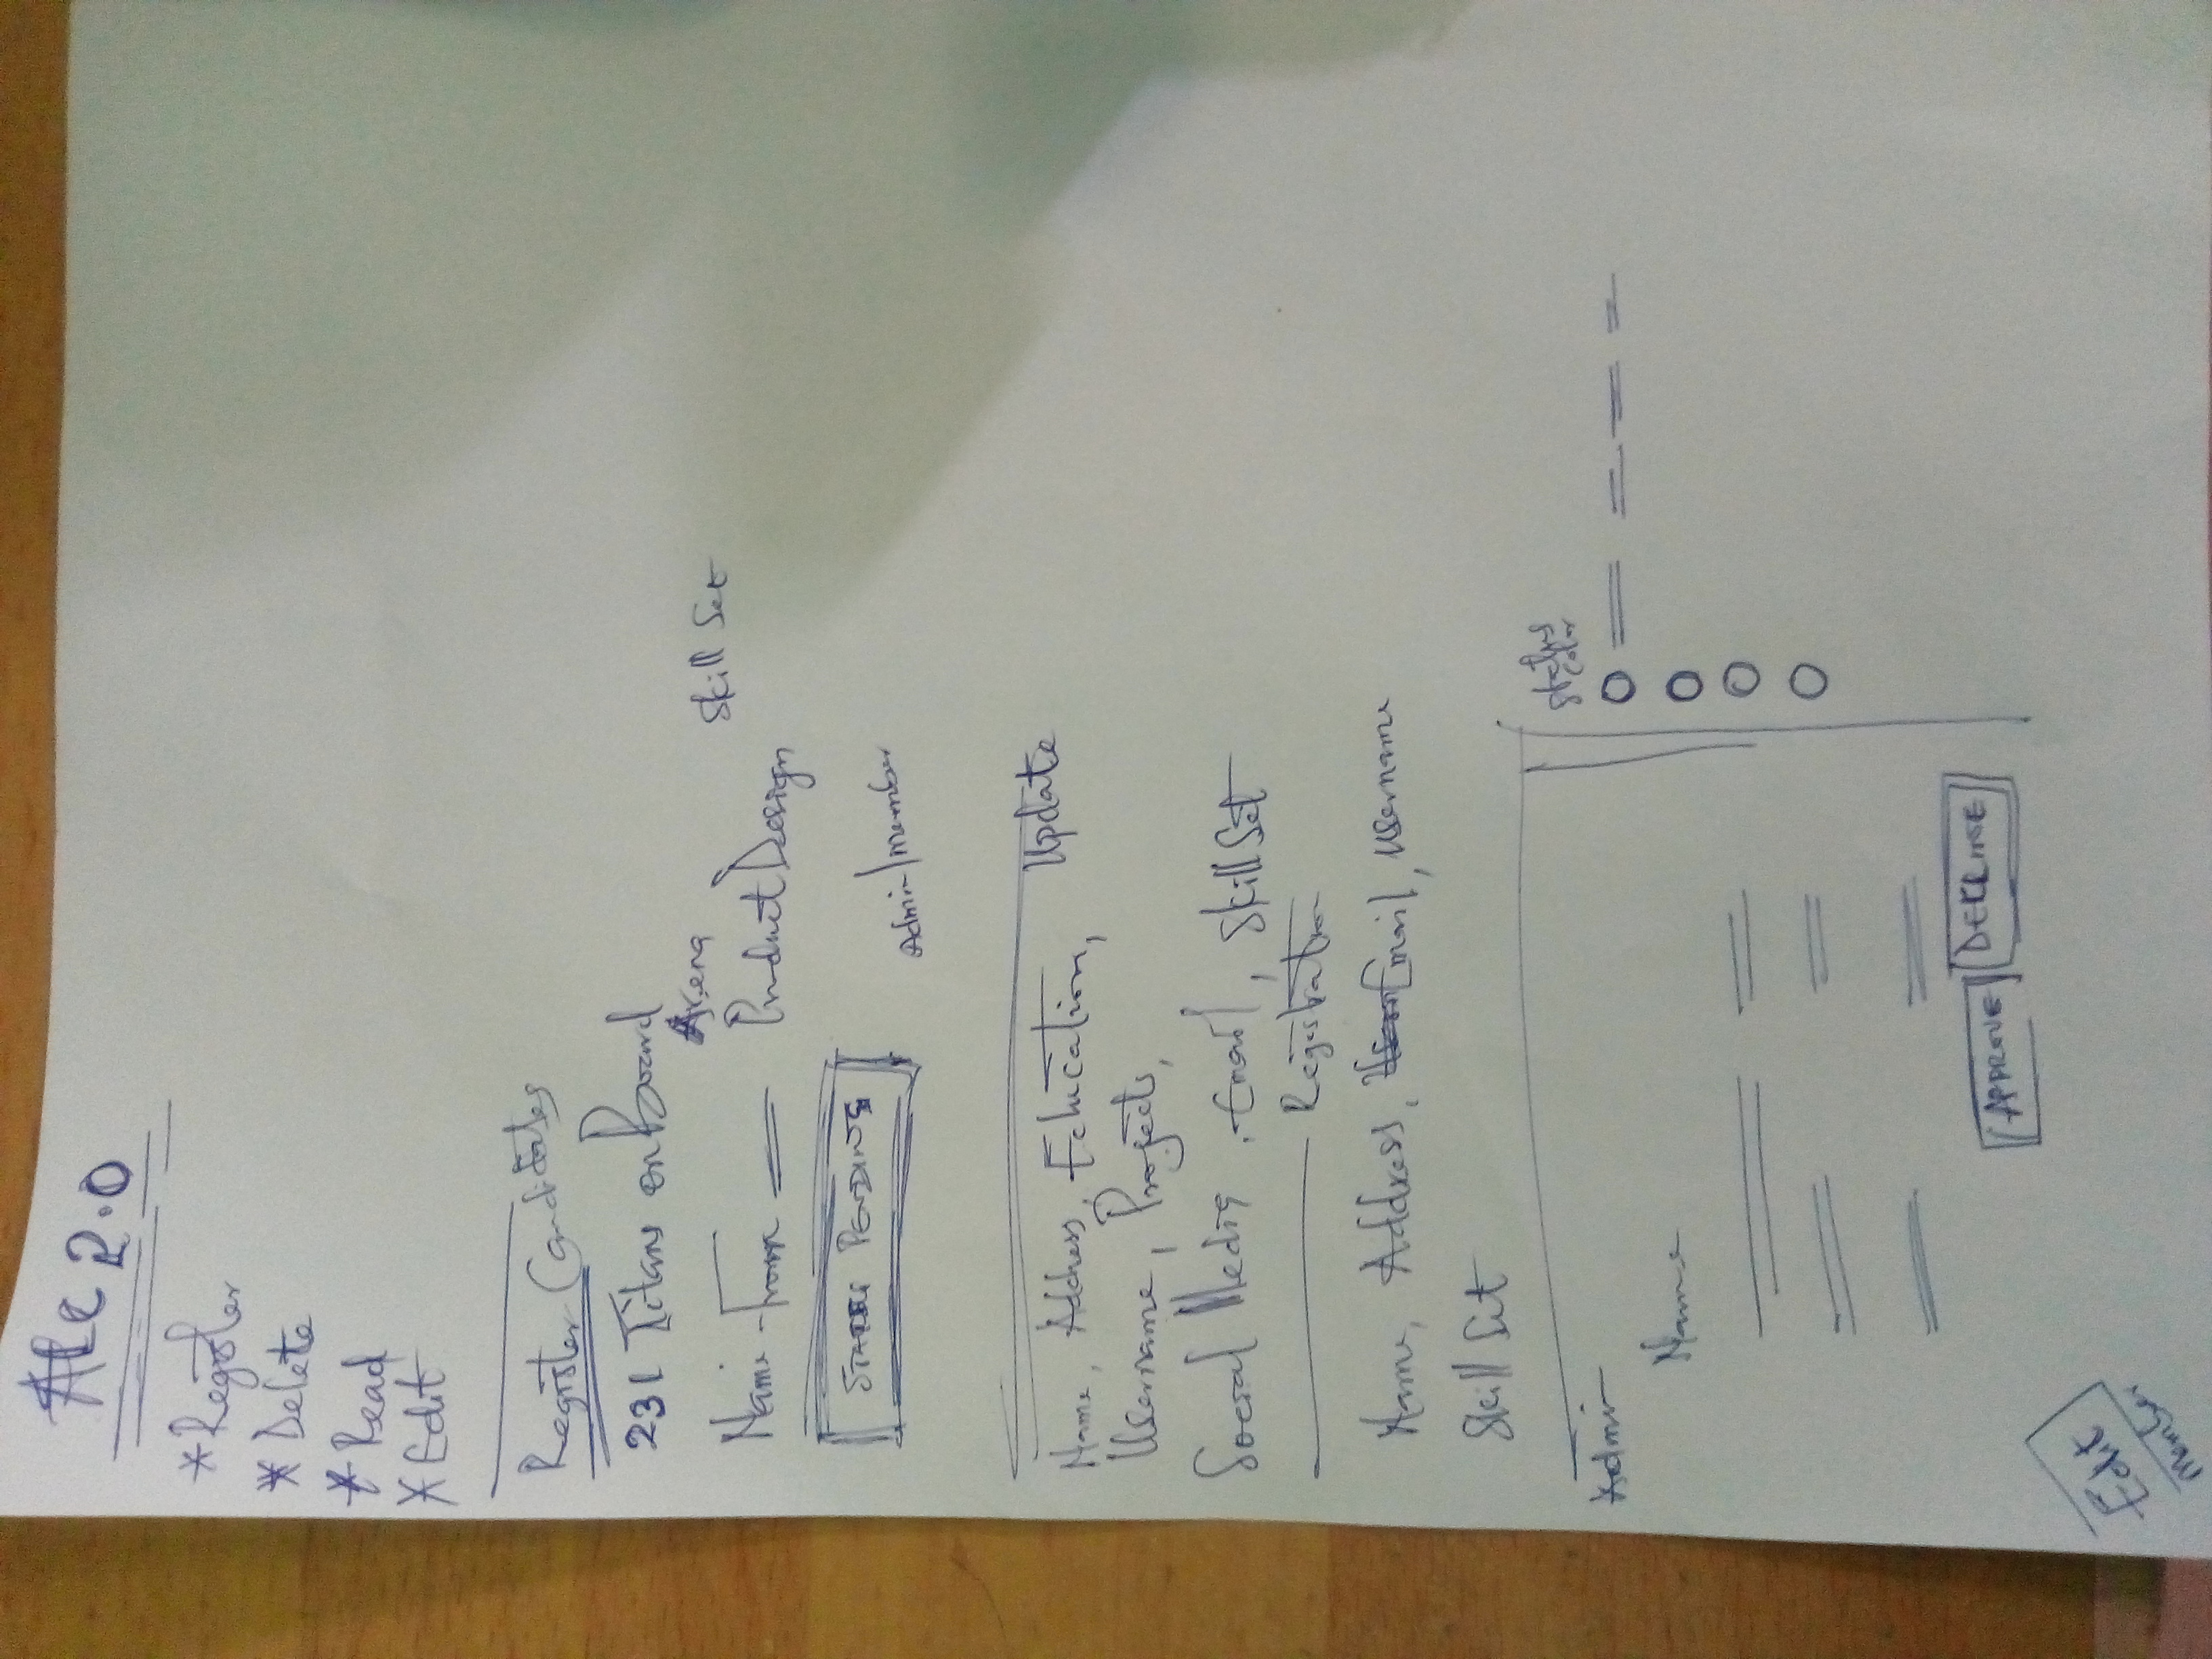 ALC 2.0
* Register
* Delete
* Read
* Edit
Register Candidates
231 Titans on Board
Arena
Skill Set
Name - From Product Deesign
STATUS PENDING
Admin/member
Update
Name, Address, Education,
Username, Projects,
Social Media, Email, Skill Set
Registration
Name, Address, Email, username
Skill Set
Status
color
Admin
Name
APPROVE DECLINE
Edit
member